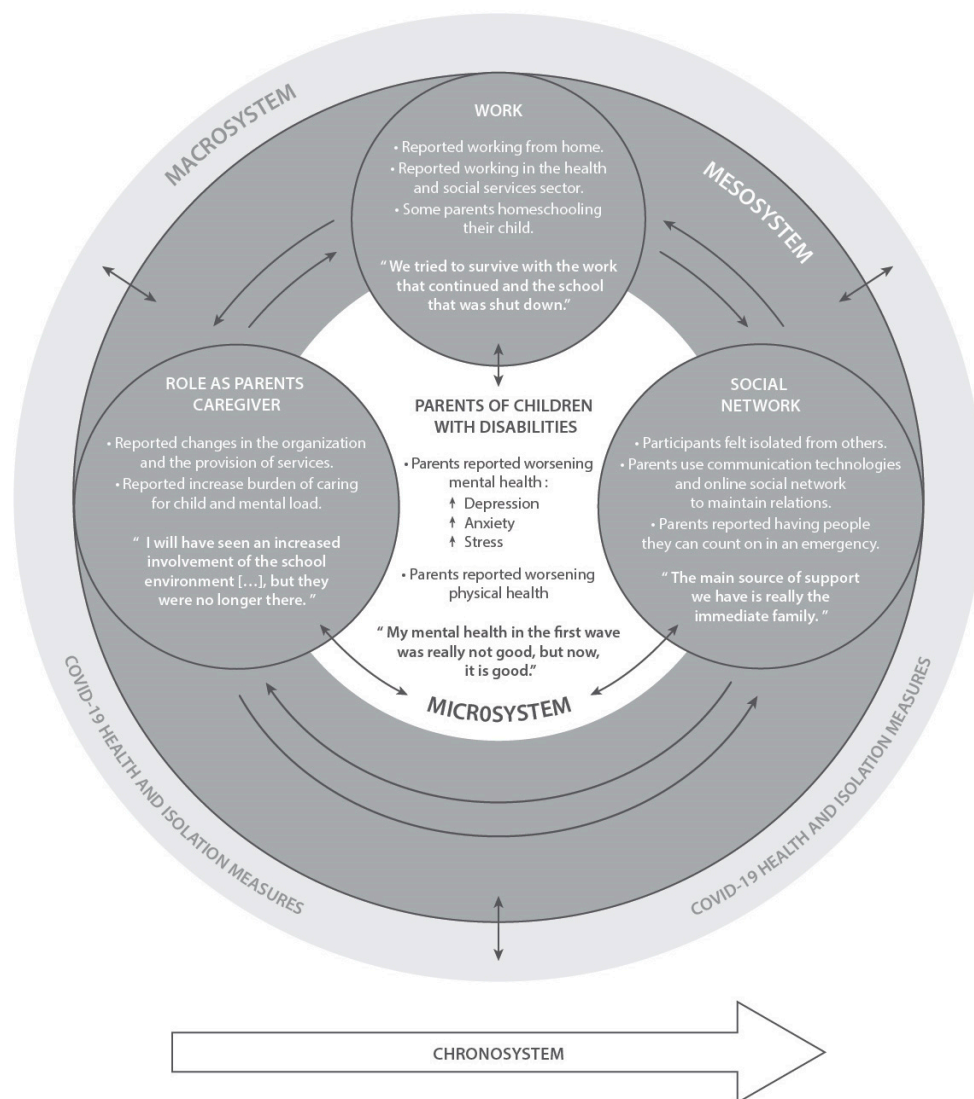 MACROSYSTEM
MESOSYSTEM
WORK
• Reported working from home.
• Reported working in the health
and social services sector.
• Some parents homeschooling
their child.
“ We tried to survive with the work
that continued and the school
that was shut down.”
ROLE AS PARENTS
CAREGIVER
• Reported changes in the organization
and the provision of services.
• Reported increase burden of caring
for child and mental load.
“ I will have seen an increased
involvement of the school
environment [...], but they
were no longer there. ”
PARENTS OF CHILDREN
WITH DISABILITIES
• Parents reported worsening
mental health :
Depression
Anxiety
Stress
• Parents reported worsening
physical health
“ My mental health in the first wave
was really not good, but now,
it is good.”
MICR0SYSTEM
SOCIAL
NETWORK
• Participants felt isolated from others.
• Parents use communication technologies
and online social network
to maintain relations.
• Parents reported having people
they can count on in an emergency.
“ The main source of support
we have is really the
immediate family. ”
COVID-19 HEALTH AND ISOLATION MEASURES
COVID-19 HEALTH AND ISOLATION MEASURES
CHRONOSYSTEM